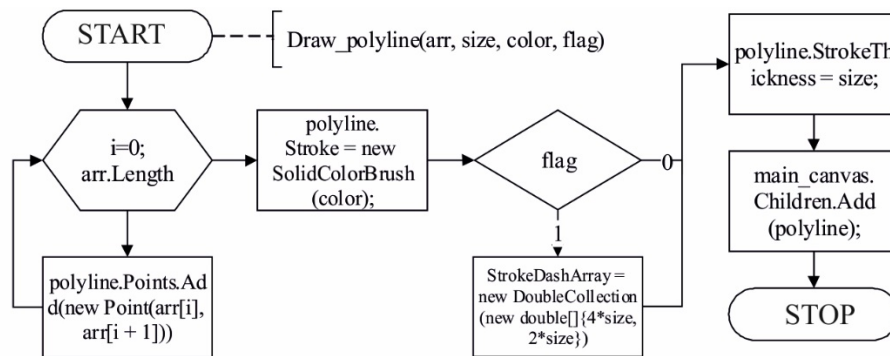 START
Draw_polyline(arr, size, color, flag)
i=0;
arr.Length
polyline.Points.Ad
d(new Point(arr[i],
arr[i + 1]))
polyline.
Stroke = new
SolidColorBrush
(color);
flag
0
1
StrokeDashArray =
new DoubleCollection
(new double[]{4*size,
2*size})
polyline.StrokeTh
ickness = size;
main_canvas.
Children.Add
(polyline);
STOP